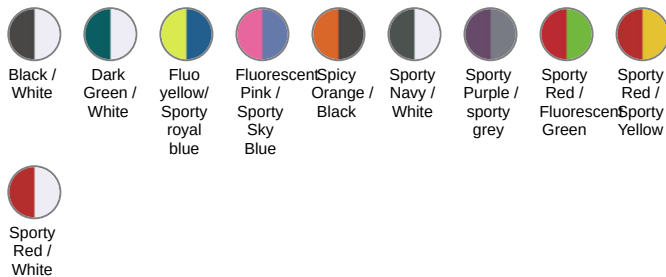 Black /
White
Dark
Green /
White
Fluo
yellow/
Sporty
royal
blue
Fluorescent
Pink /
Sporty
Sky
Blue
Spicy
Orange /
Black
Sporty
Navy /
White
Sporty
Purple /
sporty
grey
Sporty
Red /
Fluorescent
Green
Sporty
Red /
Sporty
Yellow
Sporty
Red /
White